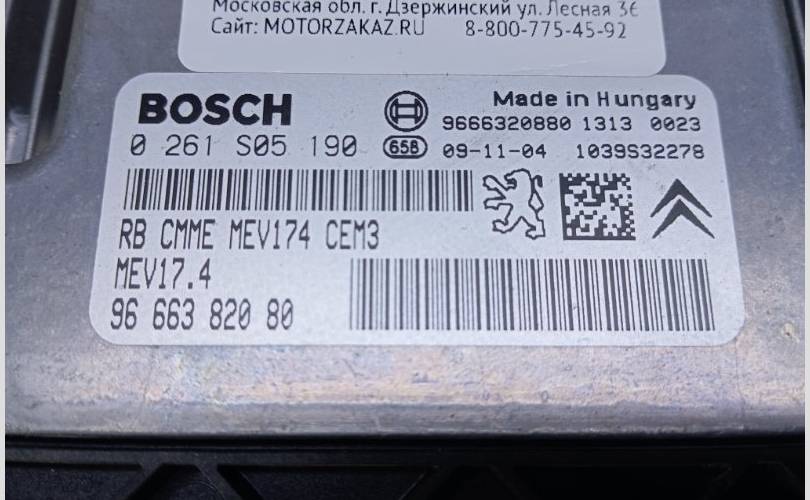 Московская обл. г. Дзержинский ул. Лесная 3б
Сайт: MOTORZAKAZ.RU 8-800-775-45-92
BOSCH Made in Hungary
9666320880 1313 0023
0 261 S05 190 658 09-11-04 1039S32278
RB CMME MEV174 CEM3
MEV17.4
96 663 820 80